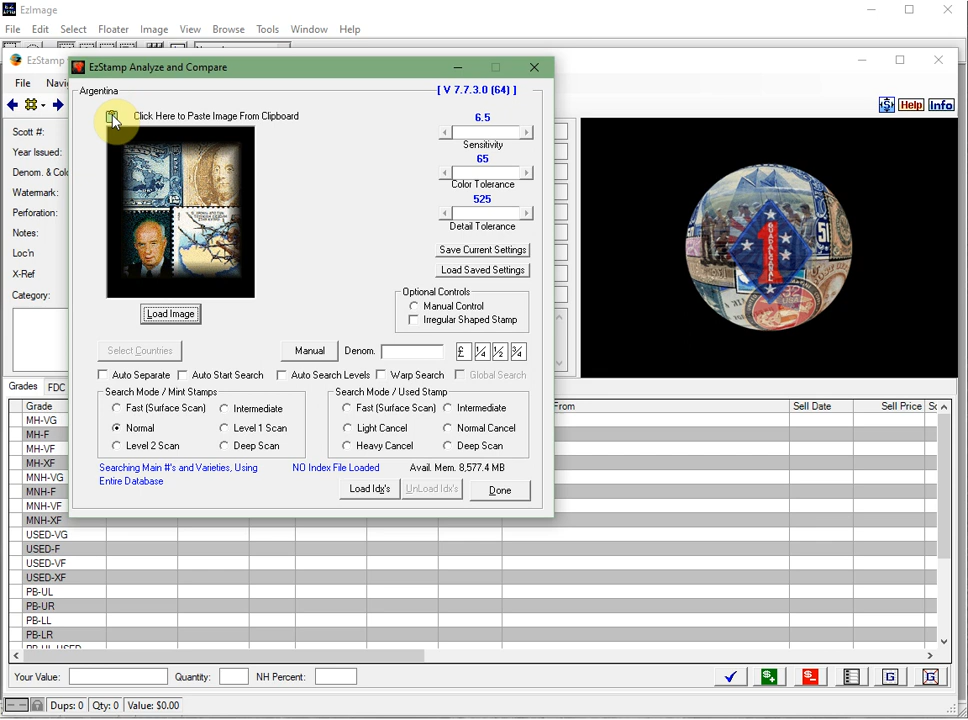 EzImage
File Edit Select Floater Image View Browse Tools Window Help
EzStamp
EzStamp Analyze and Compare
File Navi
Argentina
[ V 7.7.3.0 (64) ]
Help Info
Click Here to Paste Image From Clipboard
6.5
Sensitivity
65
Color Tolerance
525
Detail Tolerance
Save Current Settings
Load Saved Settings
Optional Controls
Manual Control
Irregular Shaped Stamp
Scott #:
Year Issued:
Denom. & Colo
Watermark:
Perforation:
Notes:
Loc'n
X-Ref
Category:
GUADALCANAL
1
Load Image
Select Countries
Manual
Denom.
£ 1/4 1/2 3/4
Auto Separate
Auto Start Search
Auto Search Levels
Warp Search
Global Search
Search Mode / Mint Stamps
Fast (Surface Scan)
Intermediate
Normal
Level 1 Scan
Level 2 Scan
Deep Scan
Search Mode / Used Stamp
Fast (Surface Scan)
Intermediate
Light Cancel
Normal Cancel
Heavy Cancel
Deep Scan
Searching Main #'s and Varieties, Using
Entire Database
NO Index File Loaded
Avail. Mem. 8,577.4 MB
Load Idx's
UnLoad Idx's
Done
Grades FDC
Grade
From
Sell Date
Sell Price
MH-VG
MH-F
MH-VF
MH-XF
MNH-VG
MNH-F
MNH-VF
MNH-XF
USED-VG
USED-F
USED-VF
USED-XF
PB-UL
PB-UR
PB-LL
PB-LR
Your Value:
Quantity:
NH Percent:
Dups: 0
Qty: 0
Value: $0.00